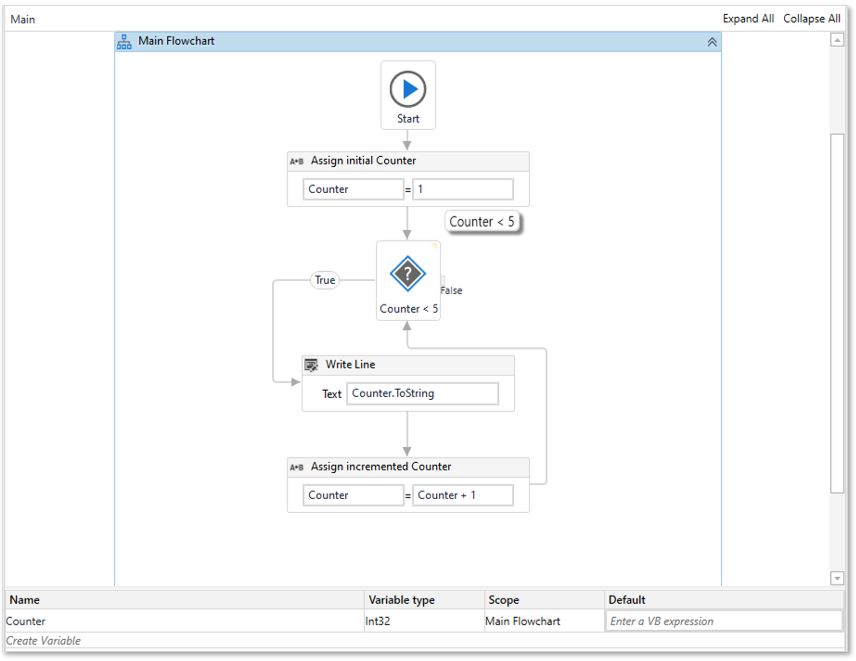 Main Expand All Collapse All
Main Flowchart
Start
A+B Assign initial Counter
Counter = 1
Counter < 5
True
False
Counter < 5
Write Line
Text Counter.ToString
A+B Assign incremented Counter
Counter = Counter + 1
Name Variable type Scope Default
Counter Int32 Main Flowchart Enter a VB expression
Create Variable